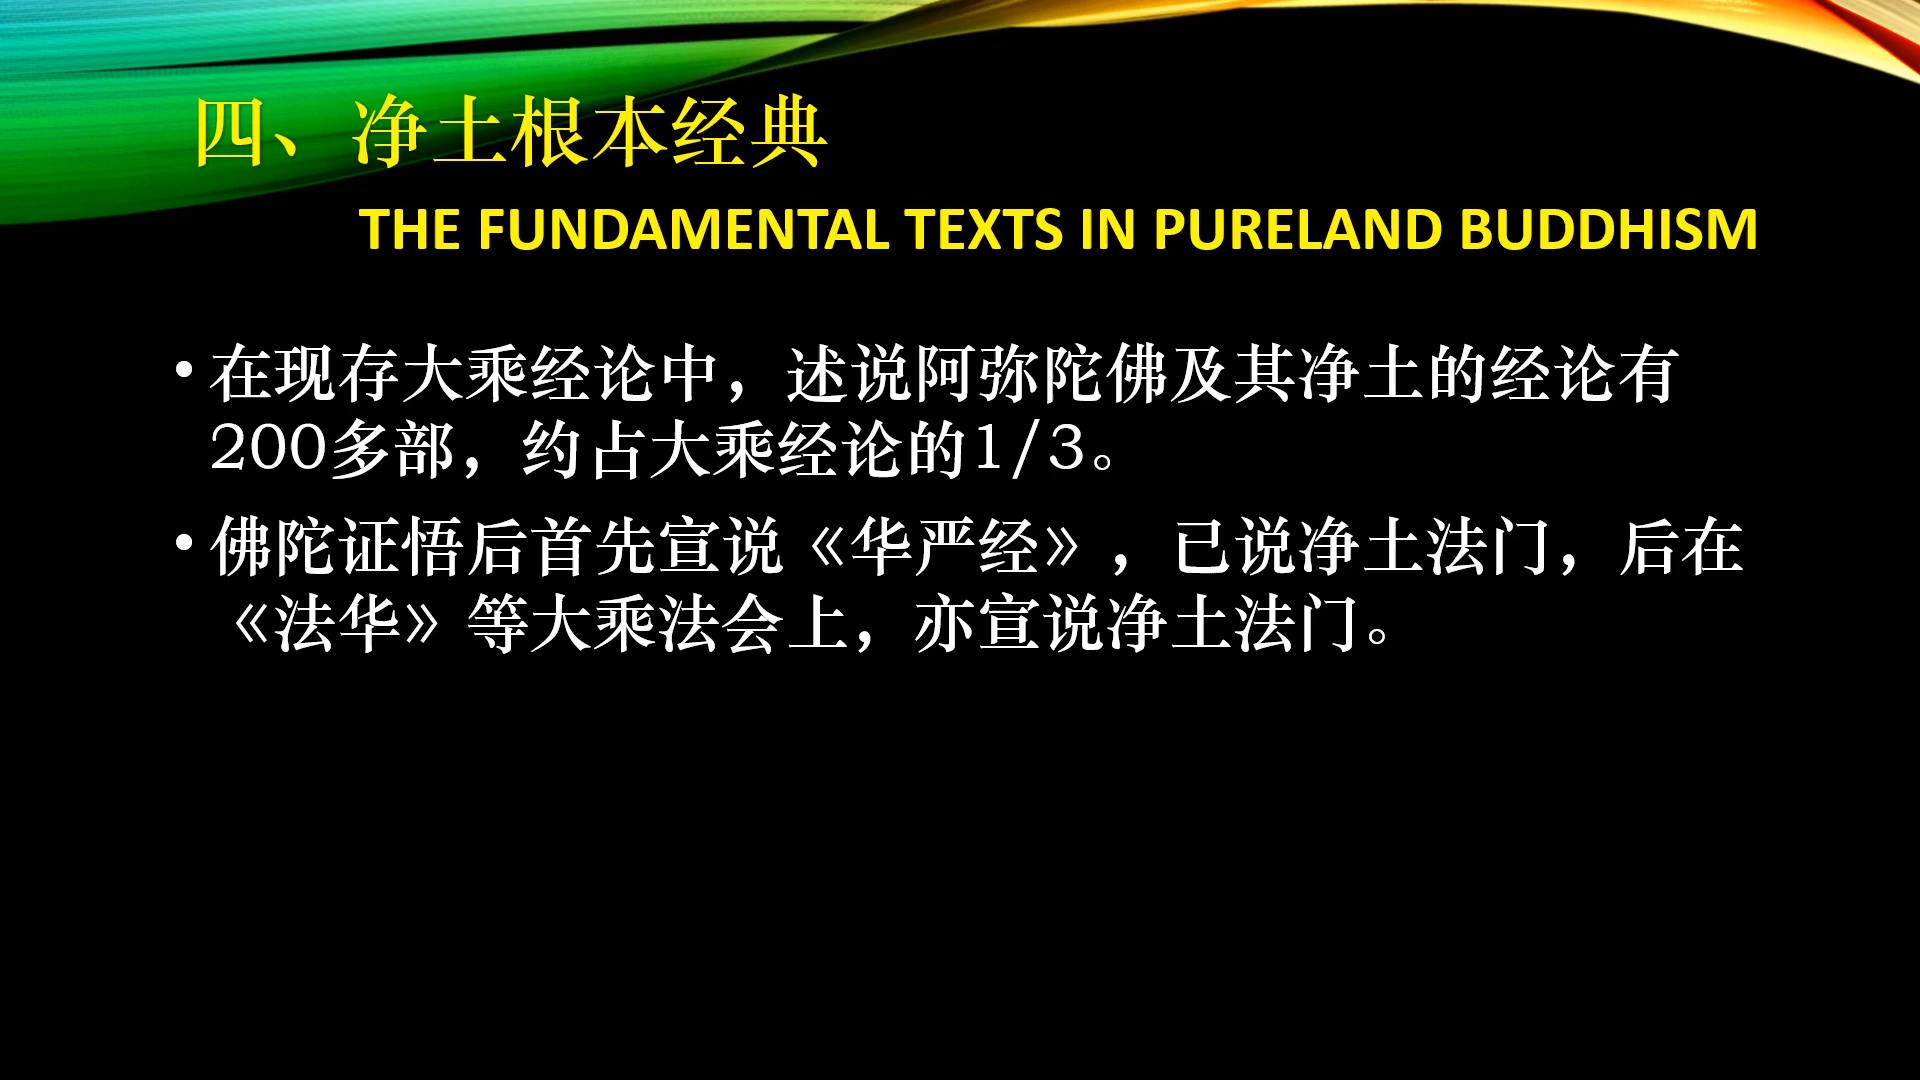 四、净土根本经典
THE FUNDAMENTAL TEXTS IN PURELAND BUDDHISM
• 在现存大乘经论中，述说阿弥陀佛及其净土的经论有
200多部，约占大乘经论的1/3。
• 佛陀证悟后首先宣说《华严经》，已说净土法门，后在
《法华》等大乘法会上，亦宣说净土法门。